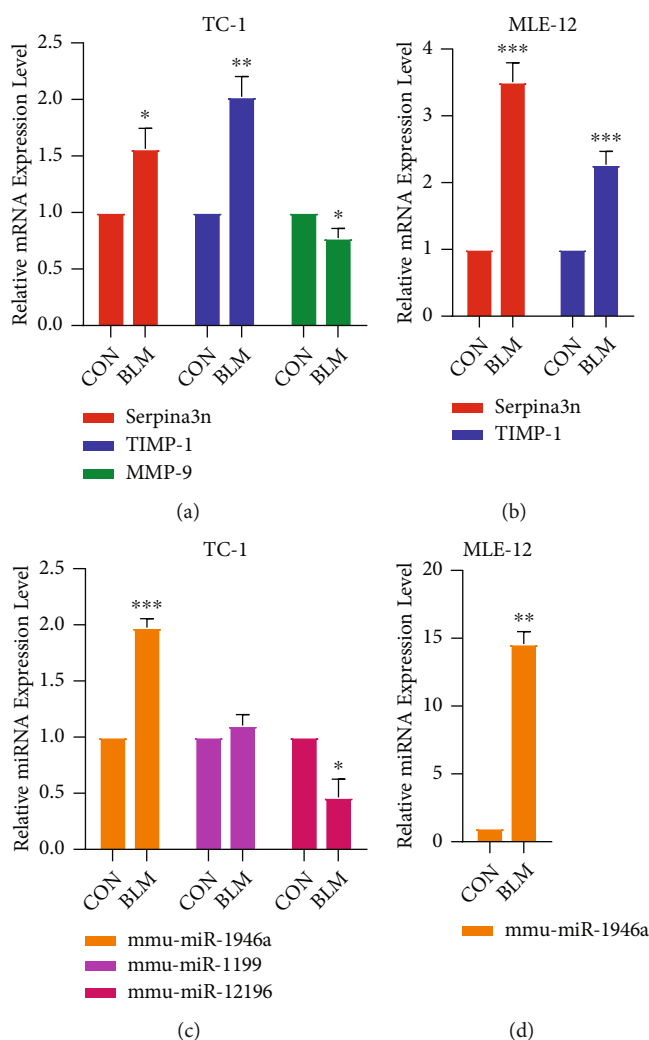 TC-1
Relative mRNA Expression Level
2.5
2.0
1.5
1.0
0.5
0.0
* ** *
CON BLM CON BLM CON BLM
Serpina3n
TIMP-1
MMP-9
(a)
MLE-12
Relative mRNA Expression Level
4
3
2
1
0
*** ***
CON BLM CON BLM
Serpina3n
TIMP-1
(b)
TC-1
Relative miRNA Expression Level
2.5
2.0
1.5
1.0
0.5
0.0
*** *
CON BLM CON BLM CON BLM
mmu-miR-1946a
mmu-miR-1199
mmu-miR-12196
(c)
MLE-12
Relative miRNA Expression Level
20
15
10
5
0
**
CON BLM
mmu-miR-1946a
(d)